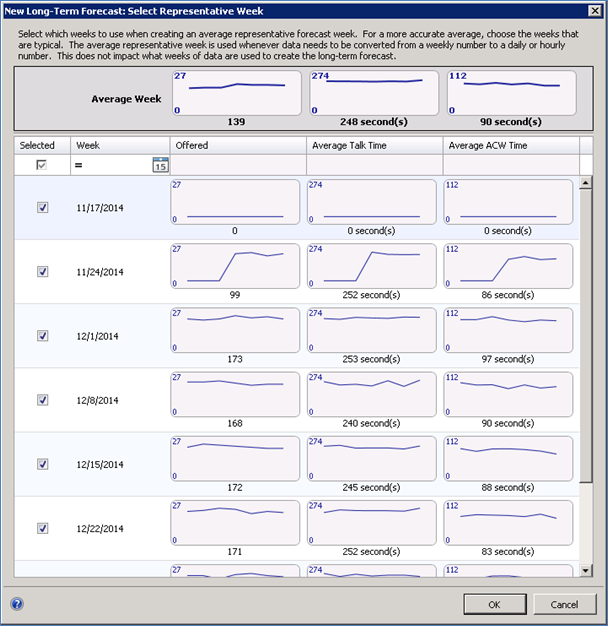 New Long-Term Forecast: Select Representative Week
Select which weeks to use when creating an average representative forecast week.  For a more accurate average, choose the weeks that
are typical.  The average representative week is used whenever data needs to be converted from a weekly number to a daily or hourly
number.  This does not impact what weeks of data are used to create the long-term forecast.
27 274 112
Average Week
0 0 0
139 248 second(s) 90 second(s)
Selected Week Offered Average Talk Time Average ACW Time
= 15
27 274 112
11/17/2014
0 0 0
0 0 second(s) 0 second(s)
27 274 112
11/24/2014
0 0 0
99 252 second(s) 86 second(s)
27 274 112
12/1/2014
0 0 0
173 253 second(s) 97 second(s)
27 274 112
12/8/2014
0 0 0
168 240 second(s) 90 second(s)
27 274 112
12/15/2014
0 0 0
172 245 second(s) 88 second(s)
27 274 112
12/22/2014
0 0 0
171 252 second(s) 83 second(s)
27 274 112
? OK Cancel